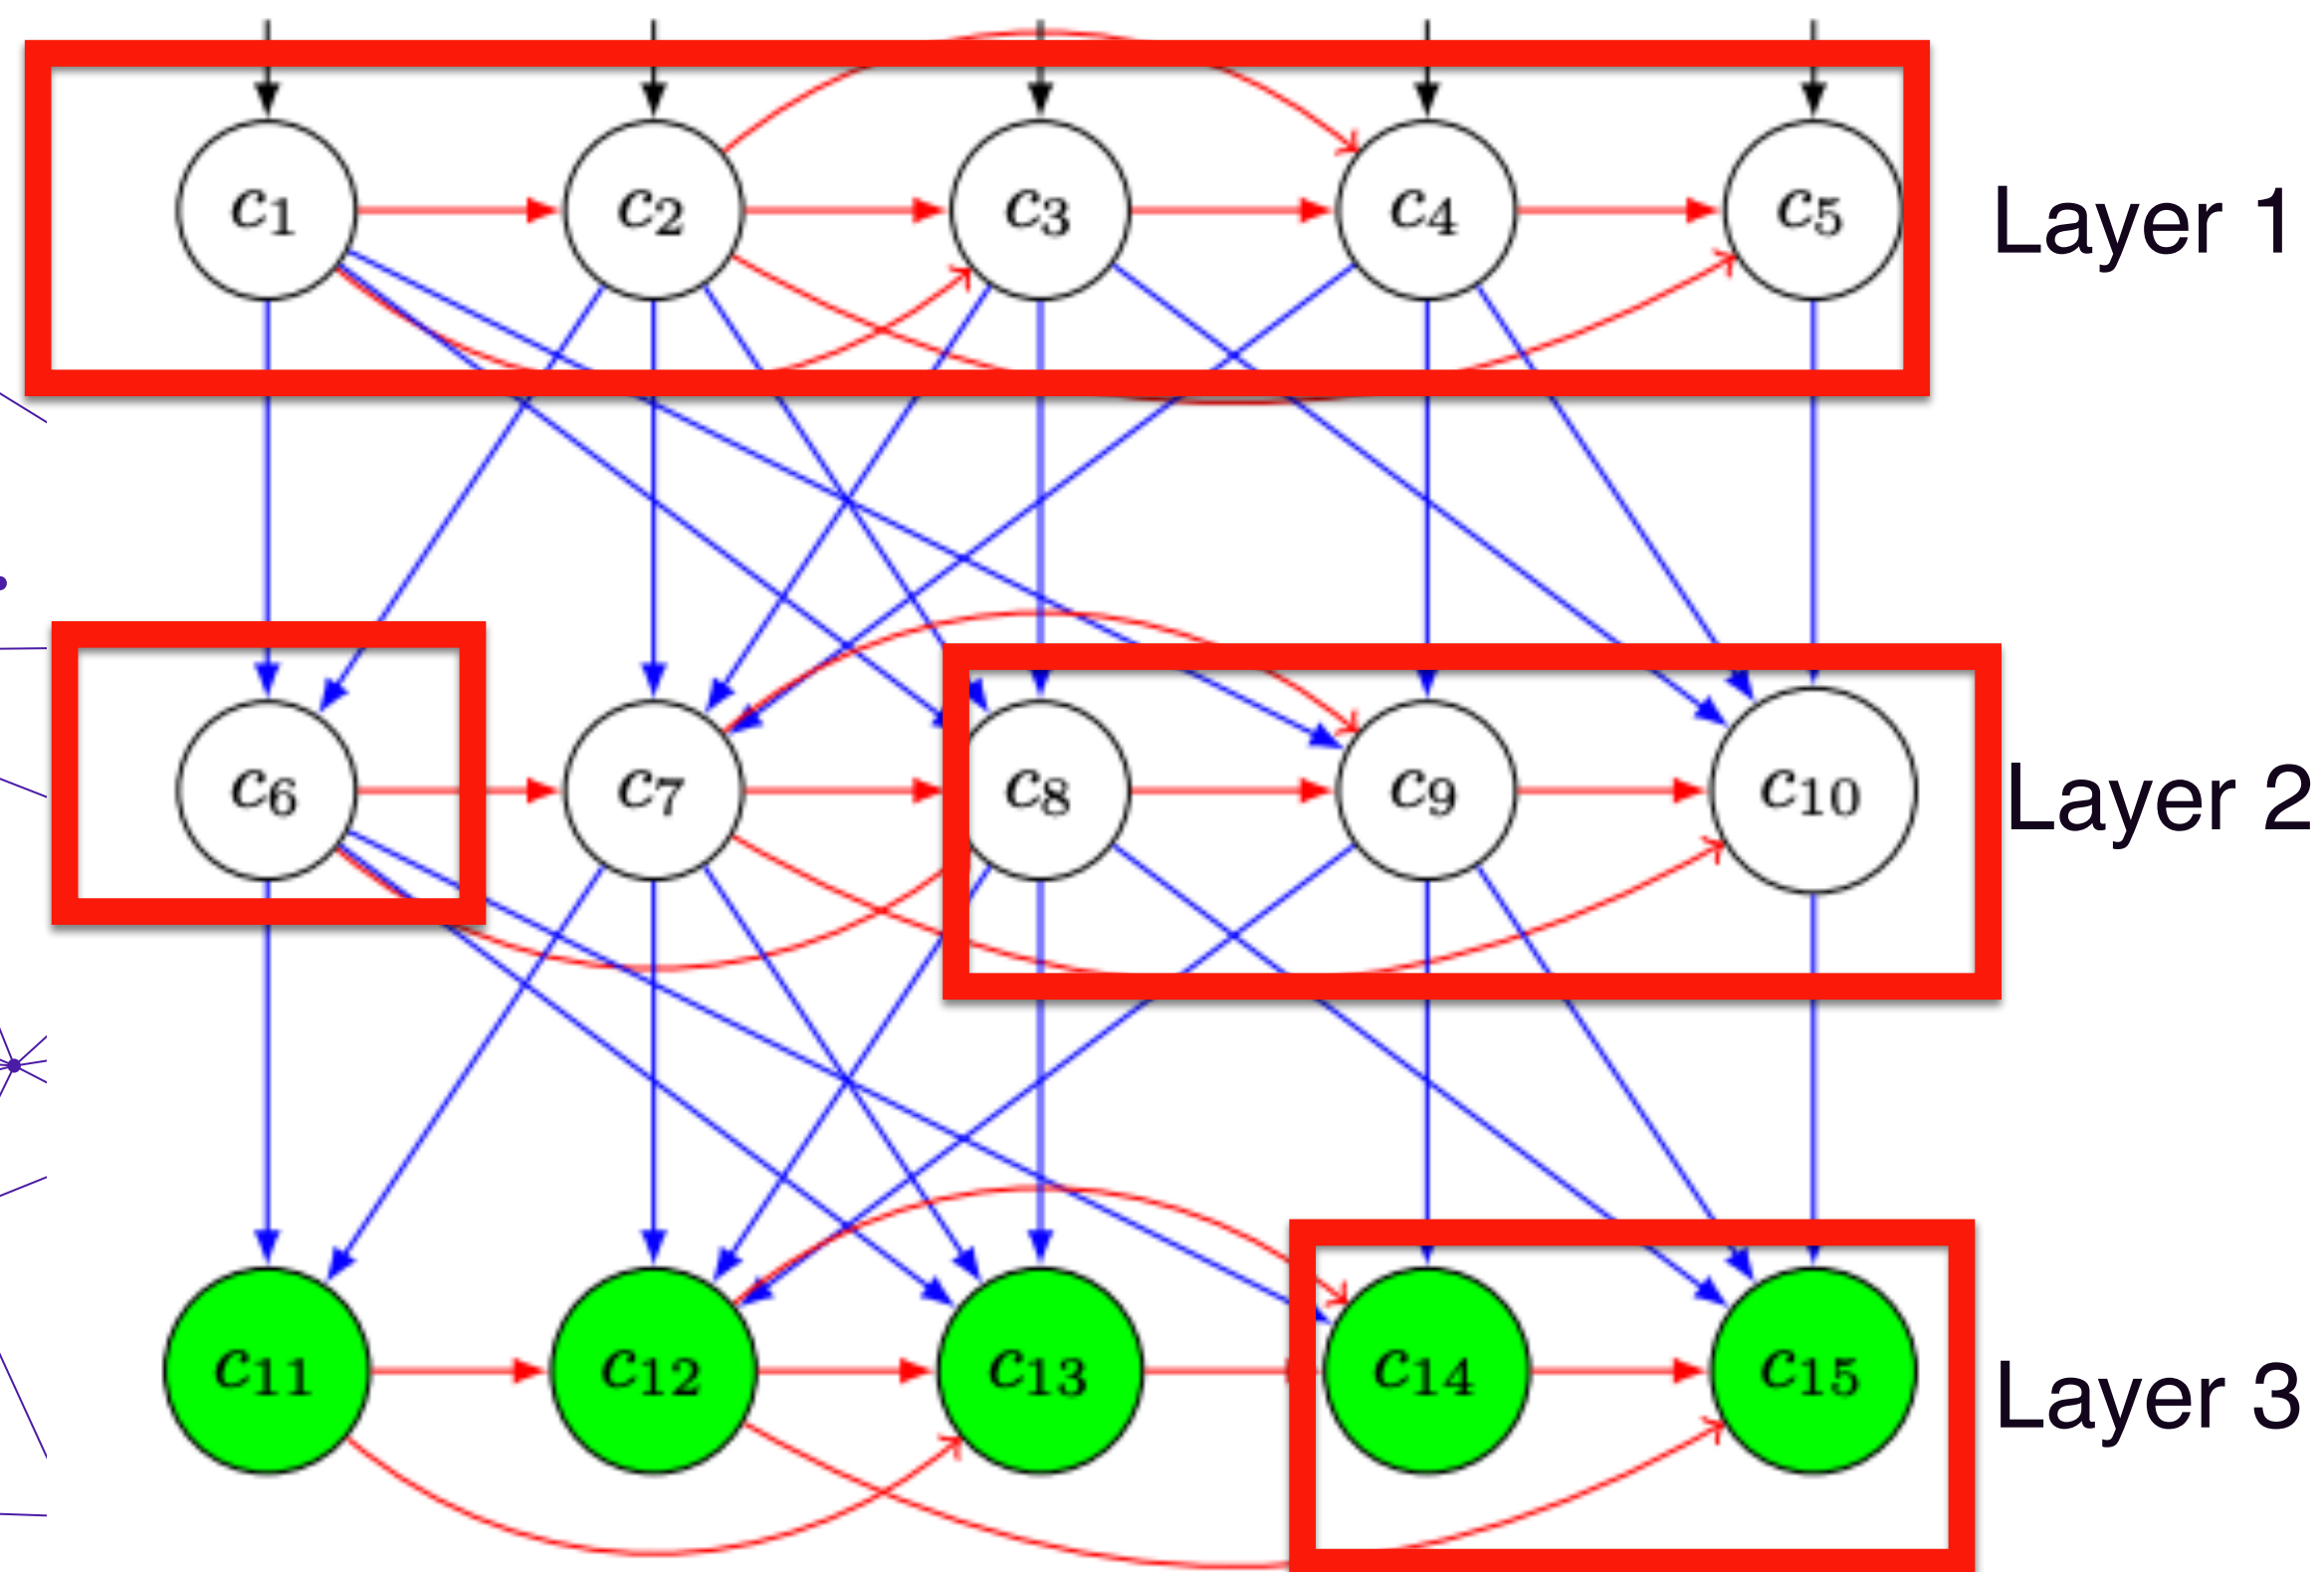 c₁ c₂ c₃ c₄ c₅ Layer 1
c₆ c₇ c₈ c₉ c₁₀ Layer 2
c₁₁ c₁₂ c₁₃ c₁₄ c₁₅ Layer 3